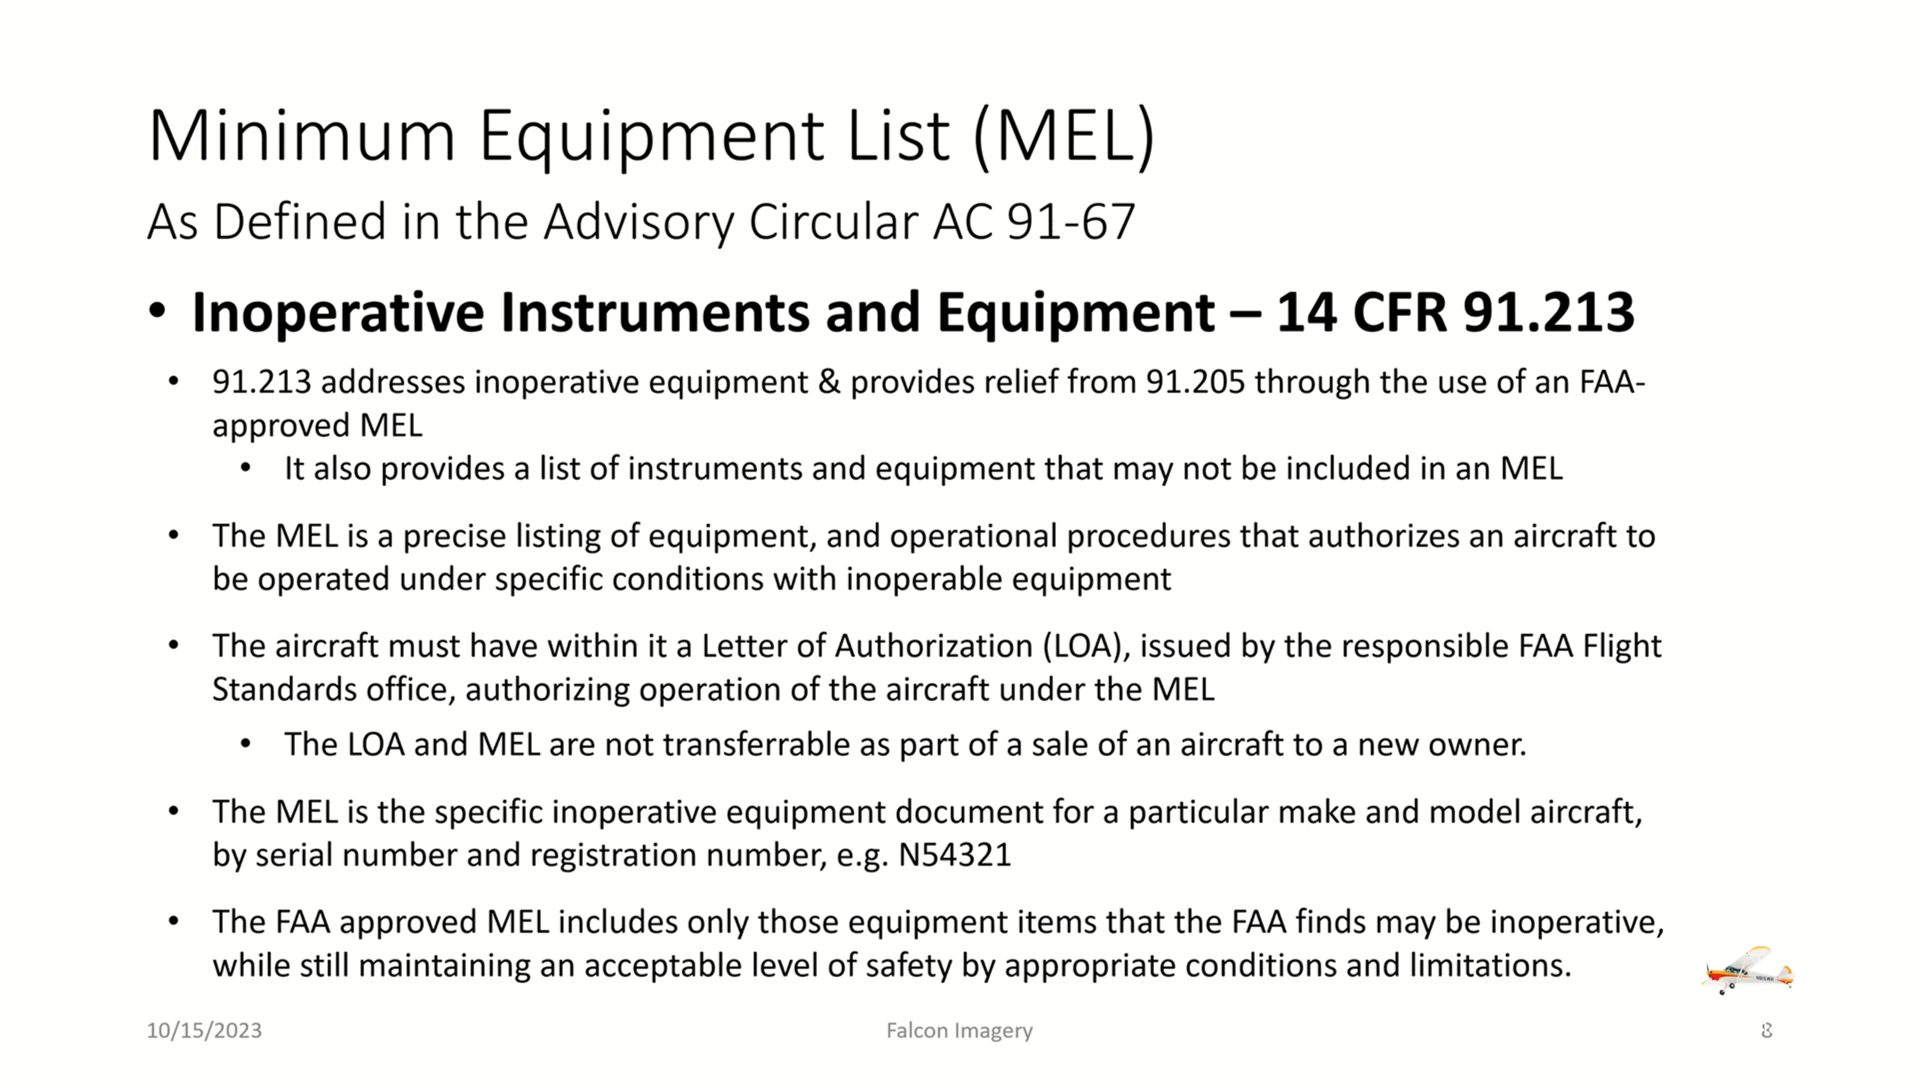 Minimum Equipment List (MEL)
As Defined in the Advisory Circular AC 91-67
• Inoperative Instruments and Equipment – 14 CFR 91.213
• 91.213 addresses inoperative equipment & provides relief from 91.205 through the use of an FAA-
approved MEL
• It also provides a list of instruments and equipment that may not be included in an MEL
• The MEL is a precise listing of equipment, and operational procedures that authorizes an aircraft to
be operated under specific conditions with inoperable equipment
• The aircraft must have within it a Letter of Authorization (LOA), issued by the responsible FAA Flight
Standards office, authorizing operation of the aircraft under the MEL
• The LOA and MEL are not transferrable as part of a sale of an aircraft to a new owner.
• The MEL is the specific inoperative equipment document for a particular make and model aircraft,
by serial number and registration number, e.g. N54321
• The FAA approved MEL includes only those equipment items that the FAA finds may be inoperative,
while still maintaining an acceptable level of safety by appropriate conditions and limitations.
10/15/2023
Falcon Imagery
8